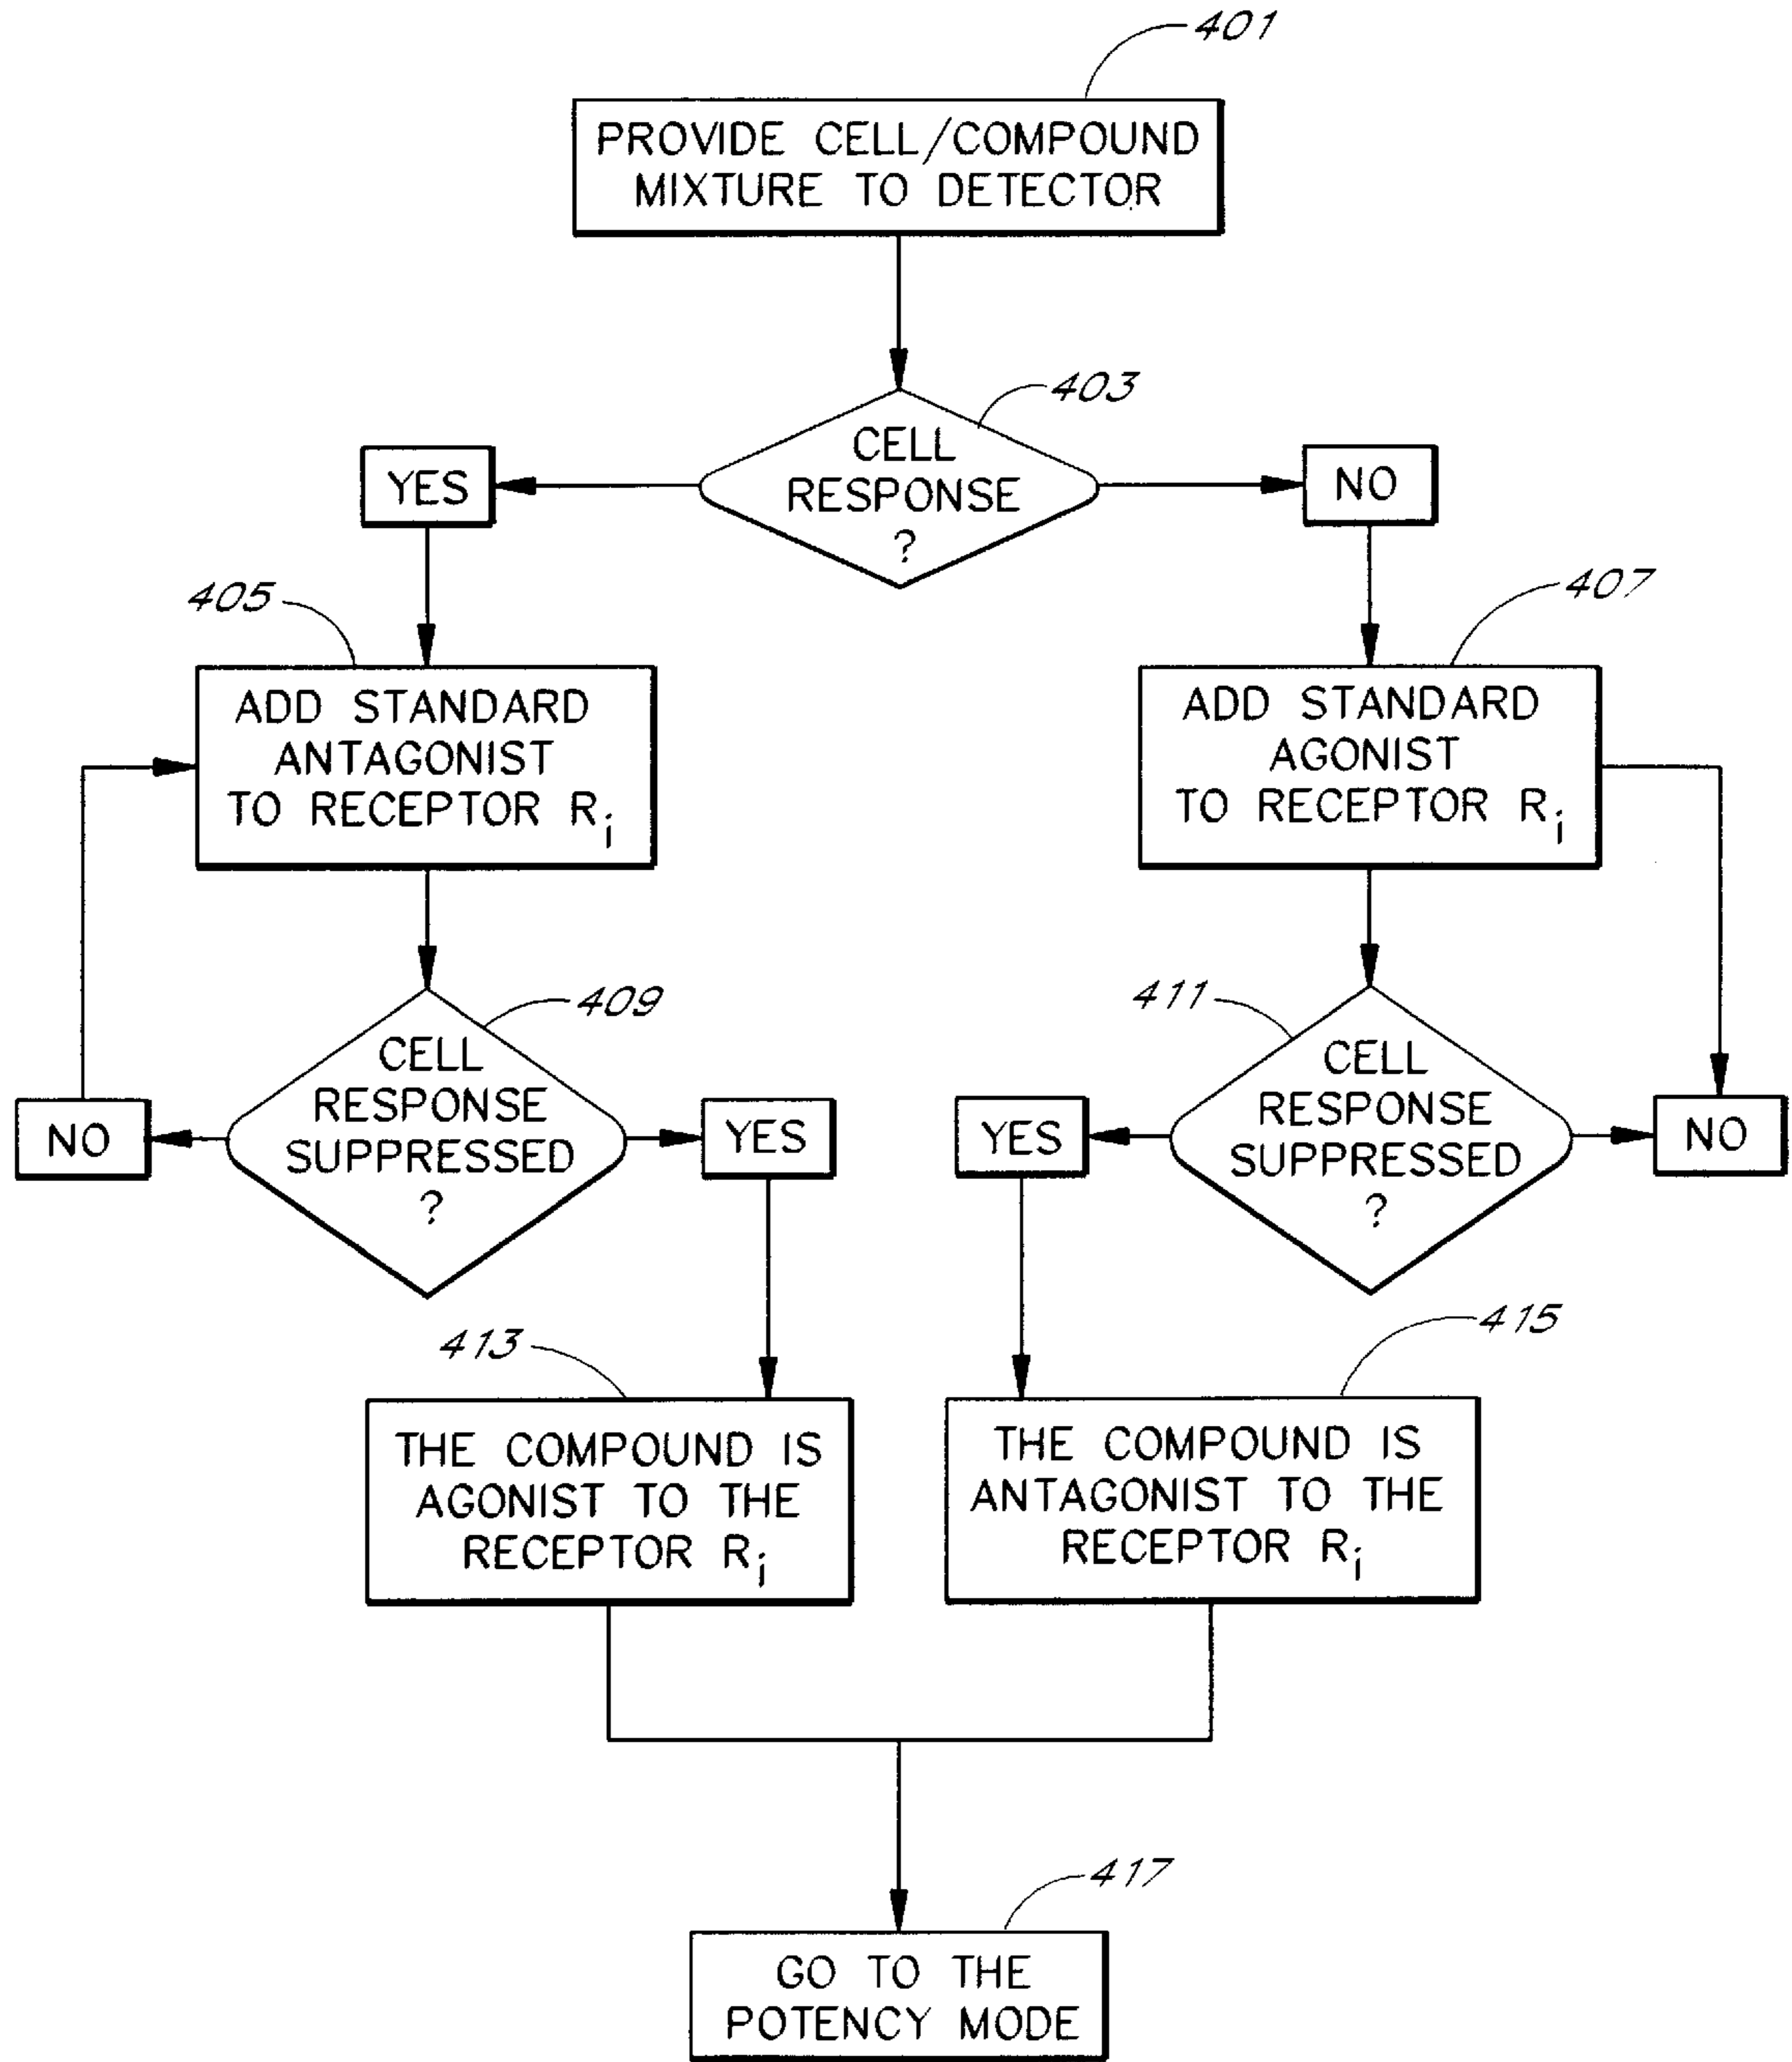 401
PROVIDE CELL/COMPOUND
MIXTURE TO DETECTOR
403
CELL
RESPONSE
?
YES
NO
405
407
ADD STANDARD
ANTAGONIST
TO RECEPTOR Ri
ADD STANDARD
AGONIST
TO RECEPTOR Ri
409
411
CELL
RESPONSE
SUPPRESSED
?
NO
YES
CELL
RESPONSE
SUPPRESSED
?
YES
NO
413
415
THE COMPOUND IS
AGONIST TO THE
RECEPTOR Ri
THE COMPOUND IS
ANTAGONIST TO THE
RECEPTOR Ri
417
GO TO THE
POTENCY MODE